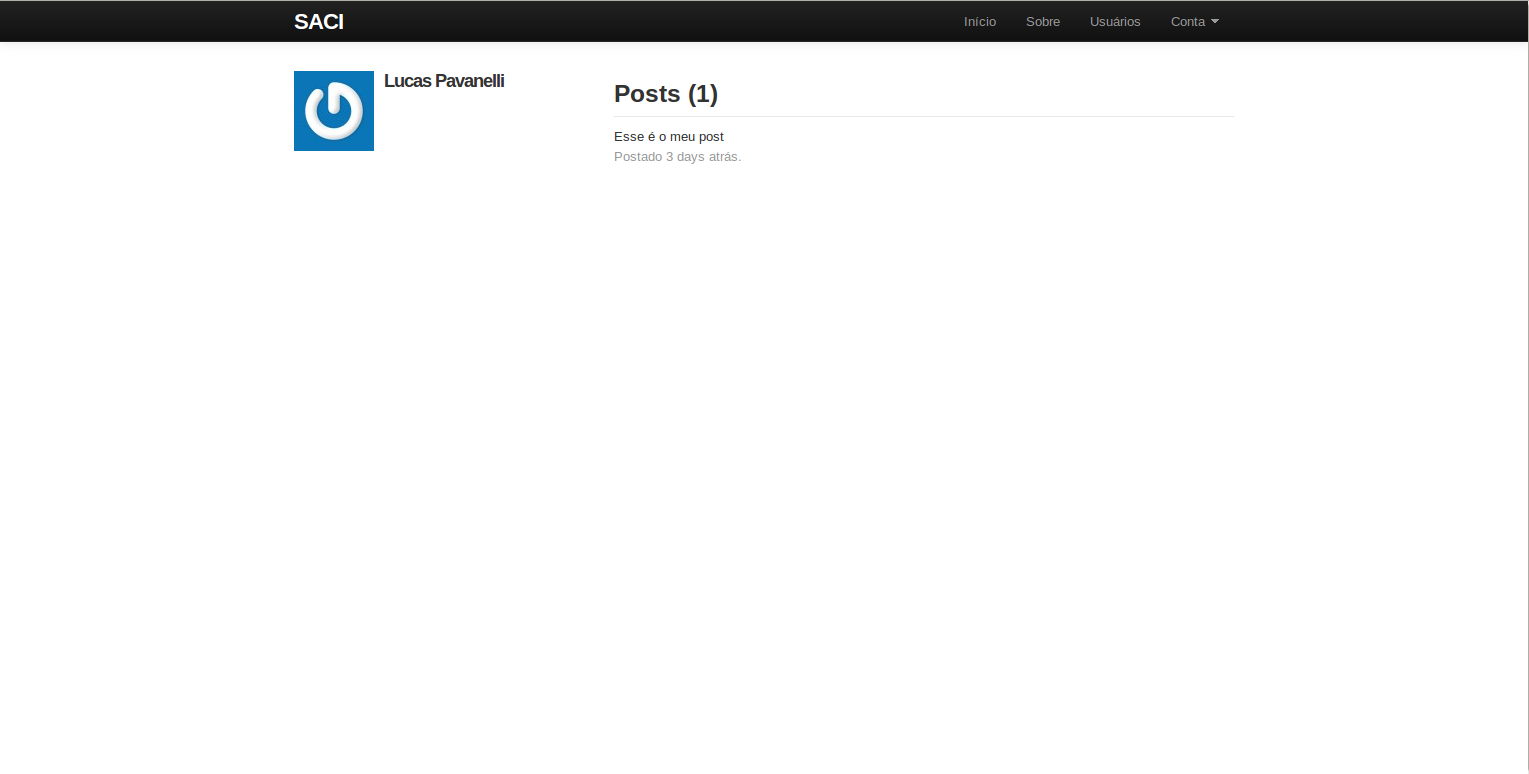 SACI
Início Sobre Usuários Conta
Lucas Pavanelli
Posts (1)
Esse é o meu post
Postado 3 days atrás.